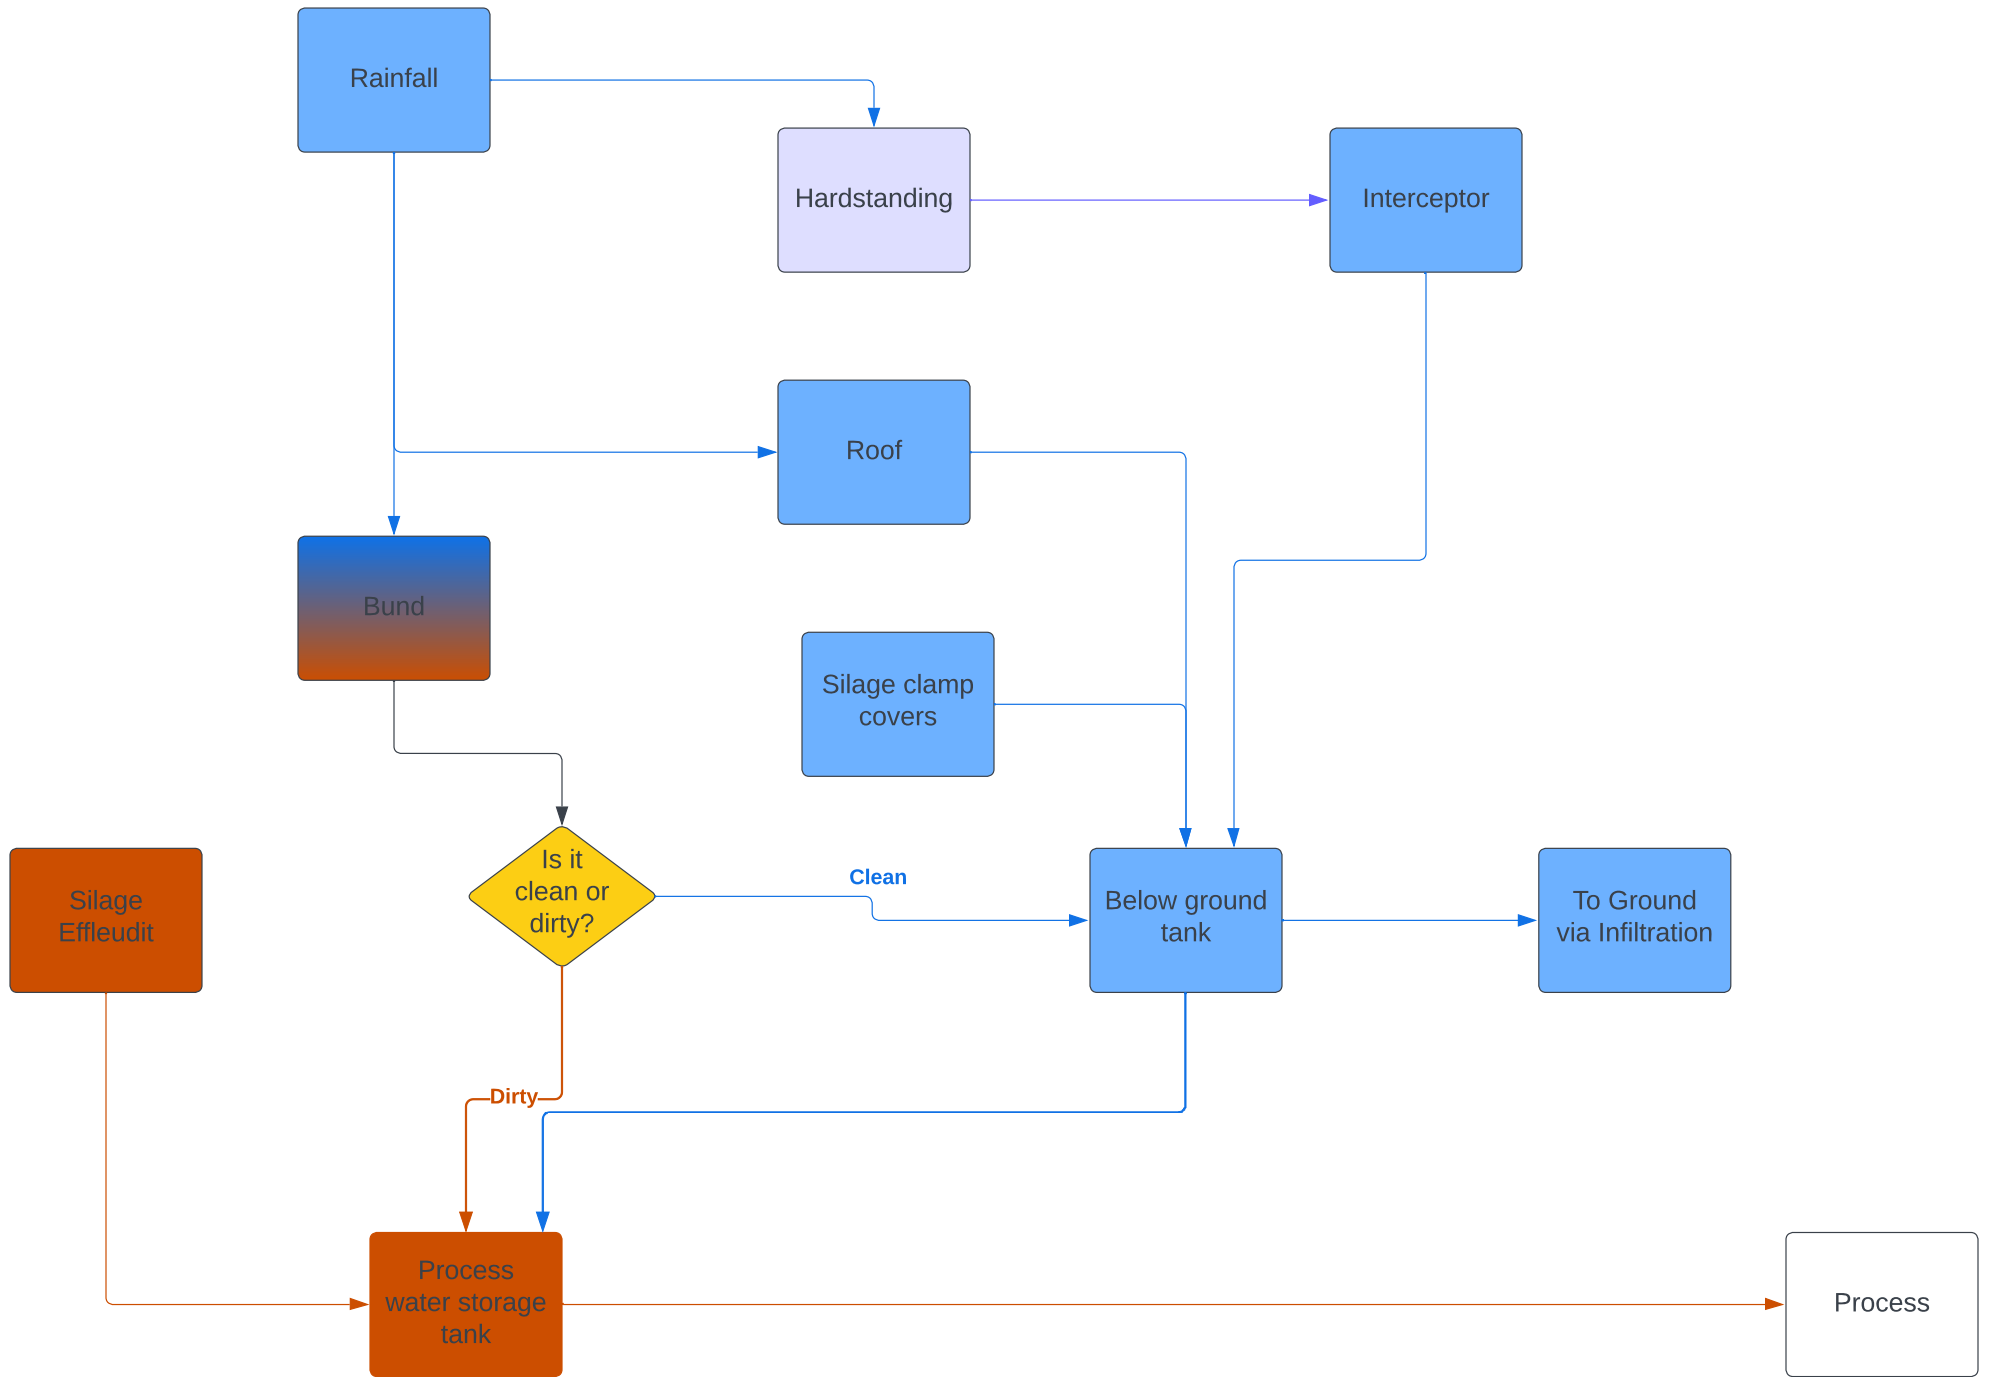 Rainfall
Hardstanding
Interceptor
Roof
Bund
Silage clamp
covers
Is it
clean or
dirty?
Clean
Silage
Effleudit
Below ground
tank
To Ground
via Infiltration
Dirty
Process
water storage
tank
Process